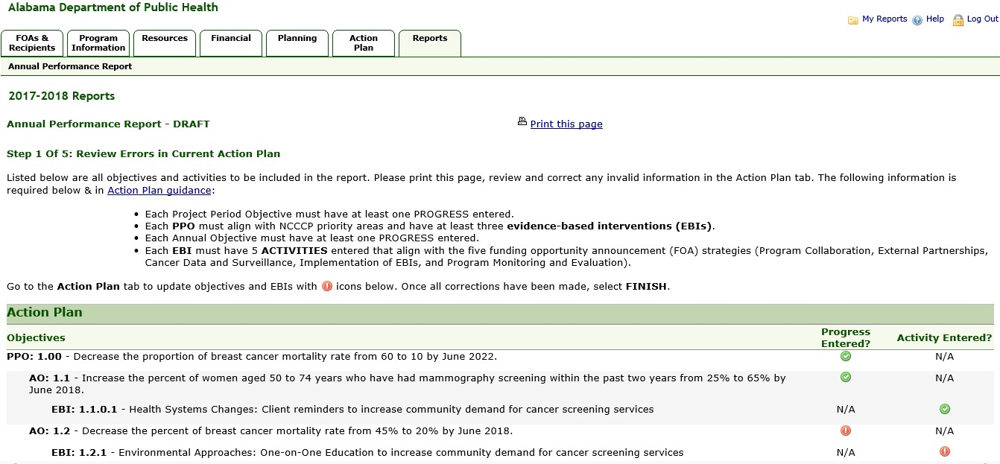 Alabama Department of Public Health
My Reports Help Log Out
FOAs & Recipients
Program Information
Resources
Financial
Planning
Action Plan
Reports
Annual Performance Report
2017-2018 Reports
Annual Performance Report - DRAFT
Print this page
Step 1 Of 5: Review Errors in Current Action Plan
Listed below are all objectives and activities to be included in the report. Please print this page, review and correct any invalid information in the Action Plan tab. The following information is
required below & in Action Plan guidance:
• Each Project Period Objective must have at least one PROGRESS entered.
• Each PPO must align with NCCCP priority areas and have at least three evidence-based interventions (EBIs).
• Each Annual Objective must have at least one PROGRESS entered.
• Each EBI must have 5 ACTIVITIES entered that align with the five funding opportunity announcement (FOA) strategies (Program Collaboration, External Partnerships,
Cancer Data and Surveillance, Implementation of EBIs, and Program Monitoring and Evaluation).
Go to the Action Plan tab to update objectives and EBIs with icons below. Once all corrections have been made, select FINISH.
Action Plan
Objectives Progress Entered? Activity Entered?
PPO: 1.00 - Decrease the proportion of breast cancer mortality rate from 60 to 10 by June 2022. N/A
AO: 1.1 - Increase the percent of women aged 50 to 74 years who have had mammography screening within the past two years from 25% to 65% by N/A
June 2018.
EBI: 1.1.0.1 - Health Systems Changes: Client reminders to increase community demand for cancer screening services N/A
AO: 1.2 - Decrease the percent of breast cancer mortality rate from 45% to 20% by June 2018. N/A
EBI: 1.2.1 - Environmental Approaches: One-on-One Education to increase community demand for cancer screening services N/A